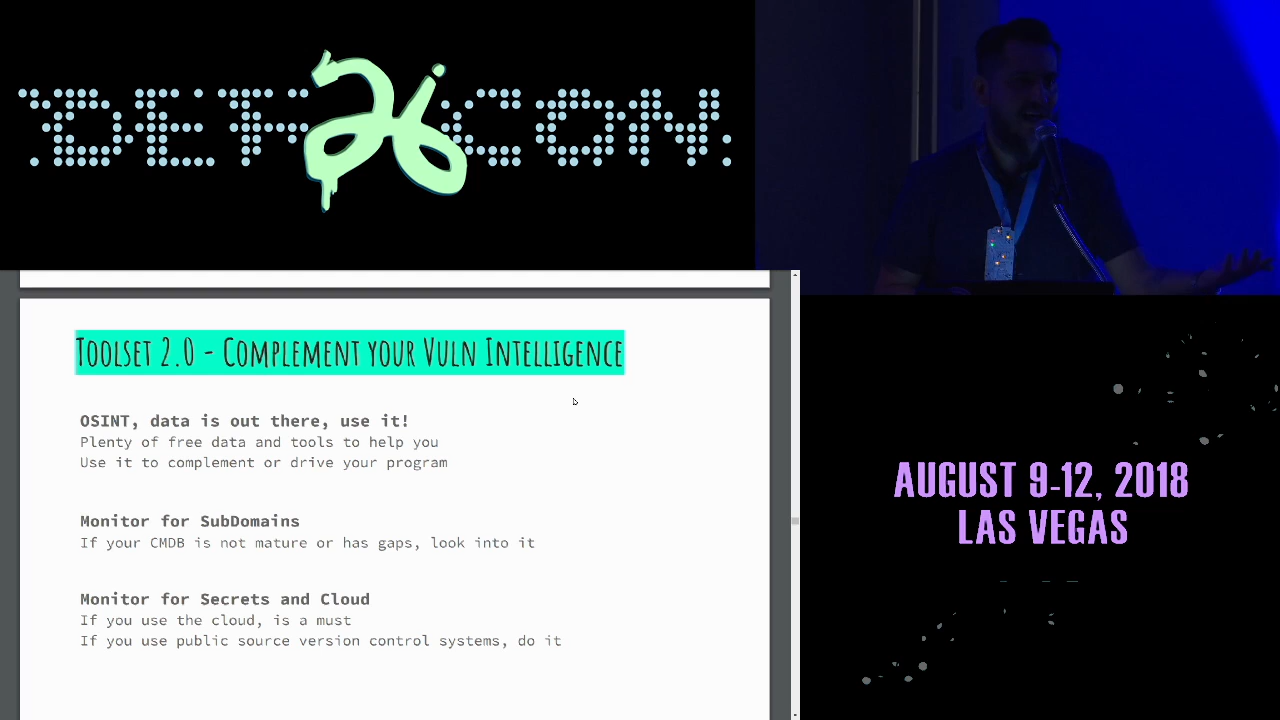 DEF 26 CON
Toolset 2.0 - Complement your Vuln Intelligence
OSINT, data is out there, use it!
Plenty of free data and tools to help you
Use it to complement or drive your program
Monitor for SubDomains
If your CMDB is not mature or has gaps, look into it
Monitor for Secrets and Cloud
If you use the cloud, is a must
If you use public source version control systems, do it
AUGUST 9-12, 2018
LAS VEGAS